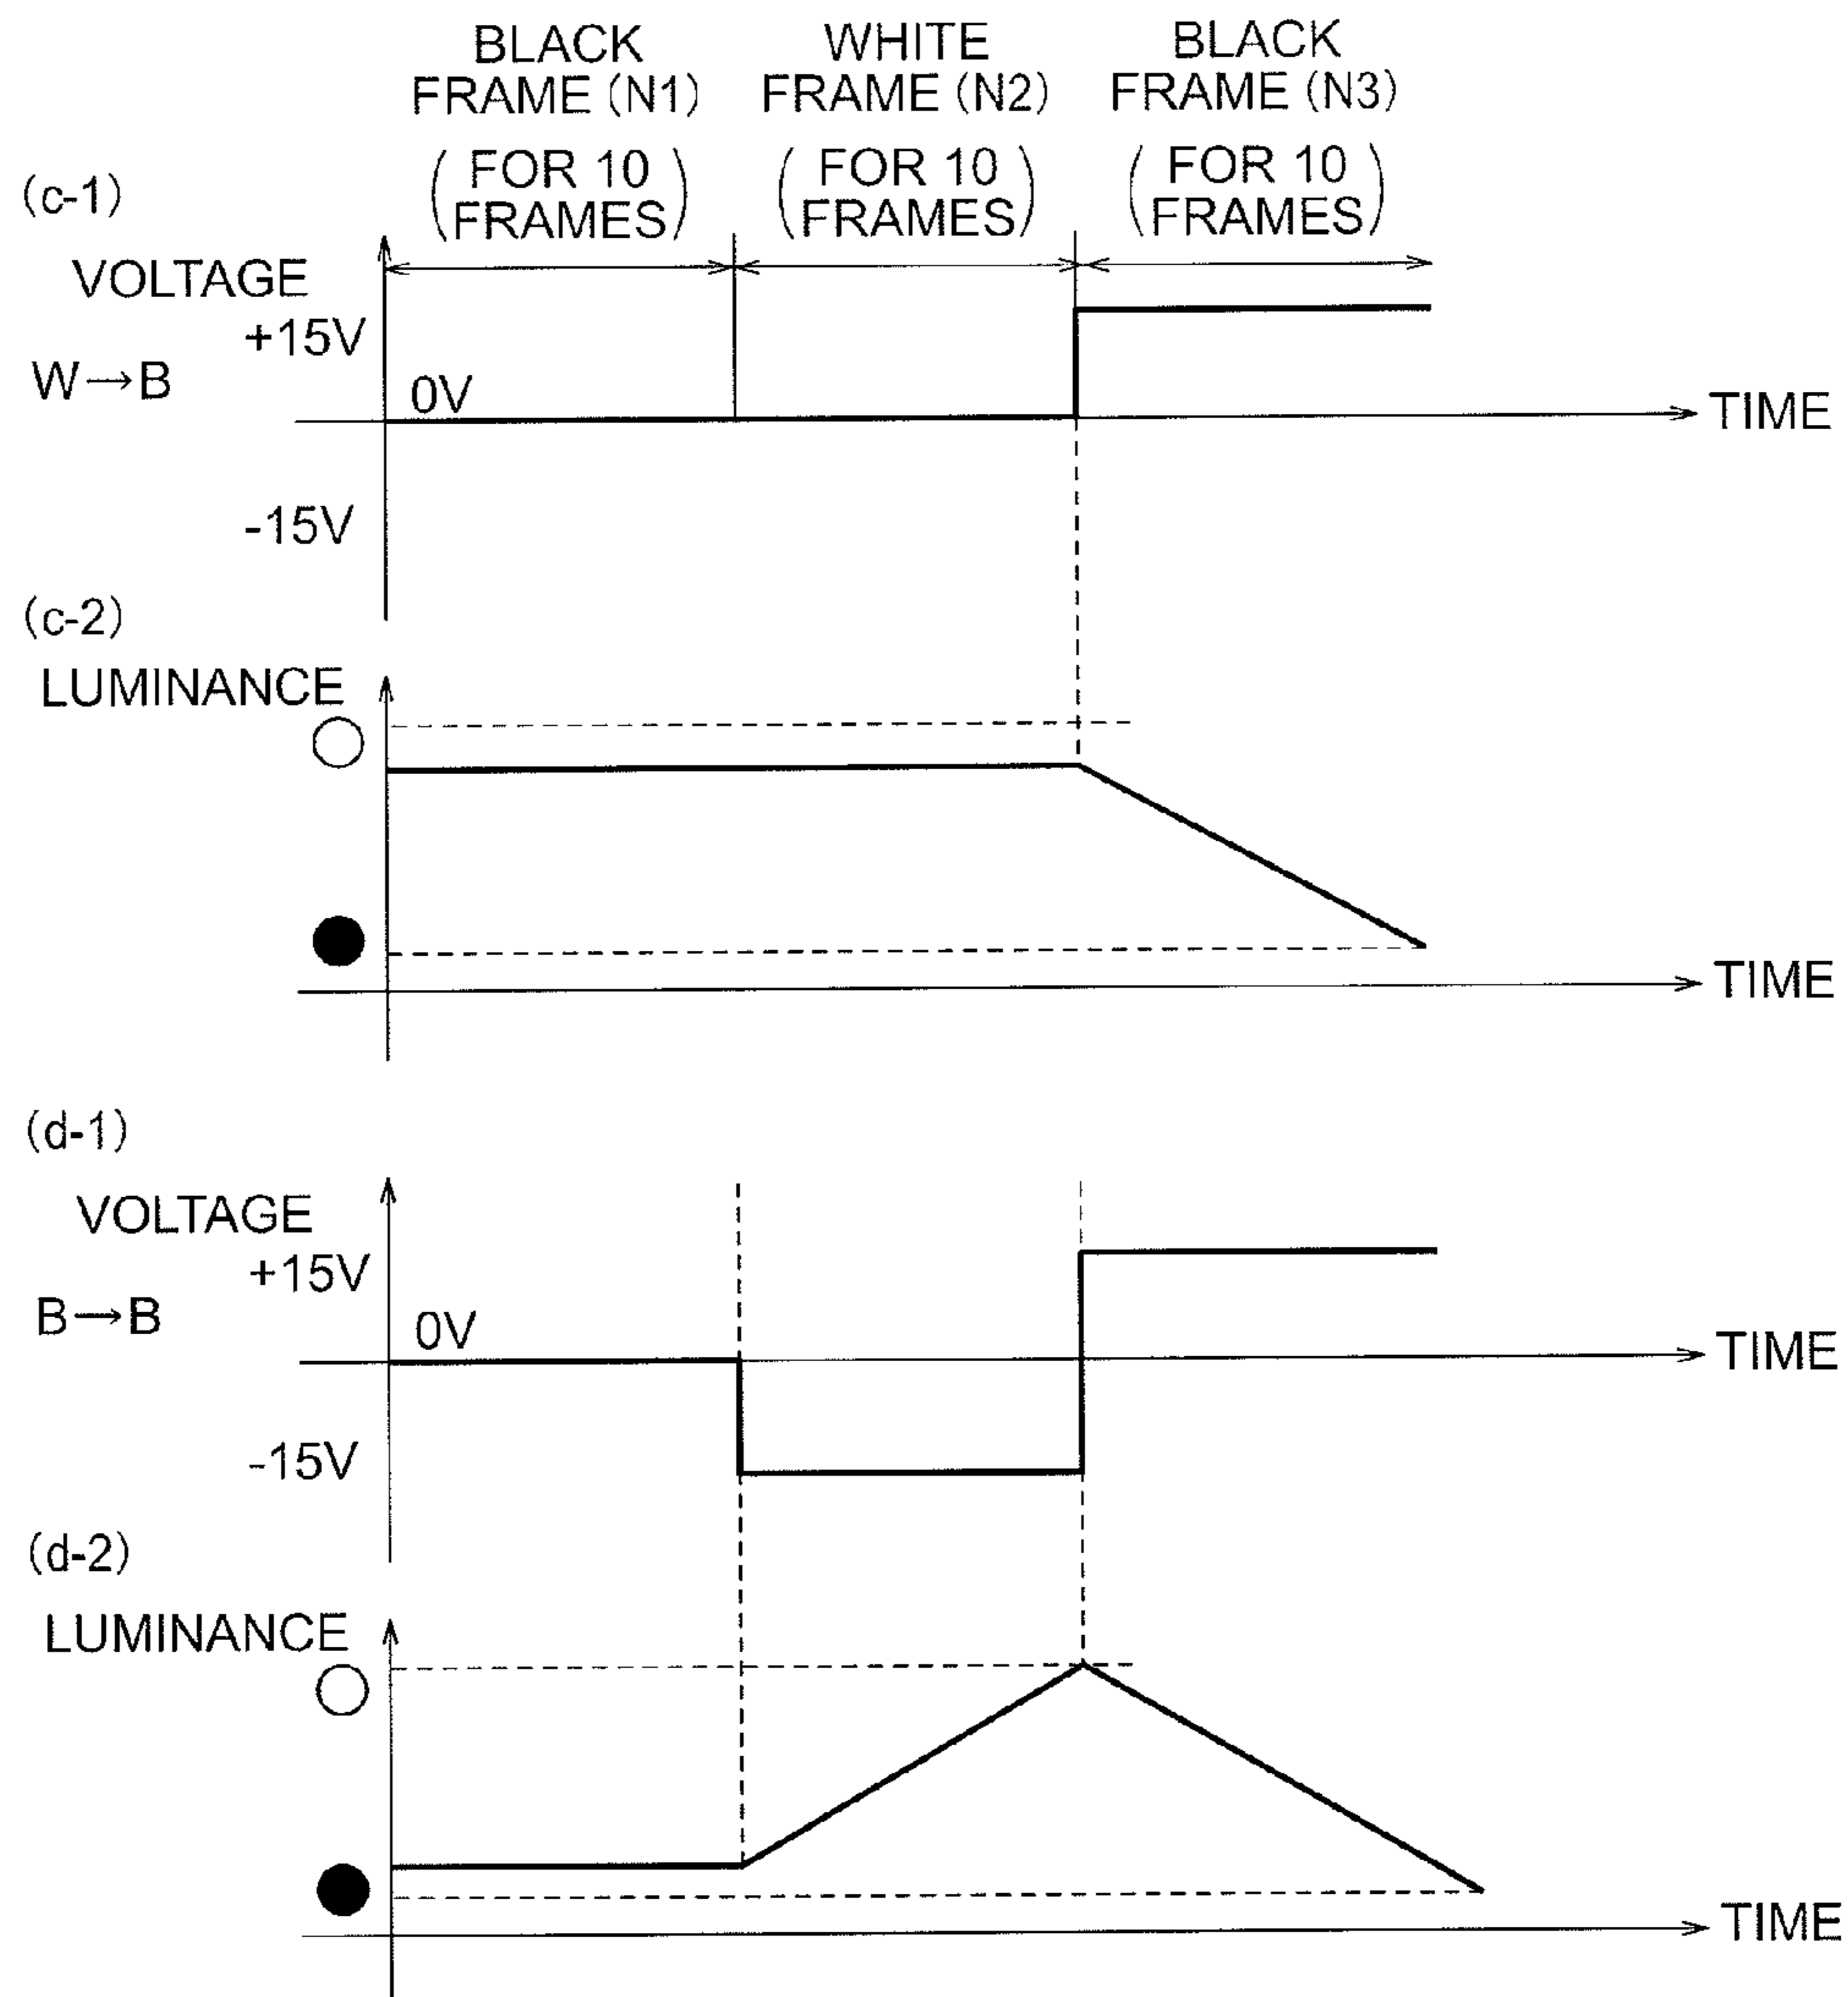 BLACK
FRAME (N1)
(FOR 10
FRAMES)
WHITE
FRAME (N2)
(FOR 10
FRAMES)
BLACK
FRAME (N3)
(FOR 10
FRAMES)
(c-1)
VOLTAGE
+15V
W→B
0V
TIME
-15V
(c-2)
LUMINANCE
TIME
(d-1)
VOLTAGE
+15V
B→B
0V
TIME
-15V
(d-2)
LUMINANCE
TIME